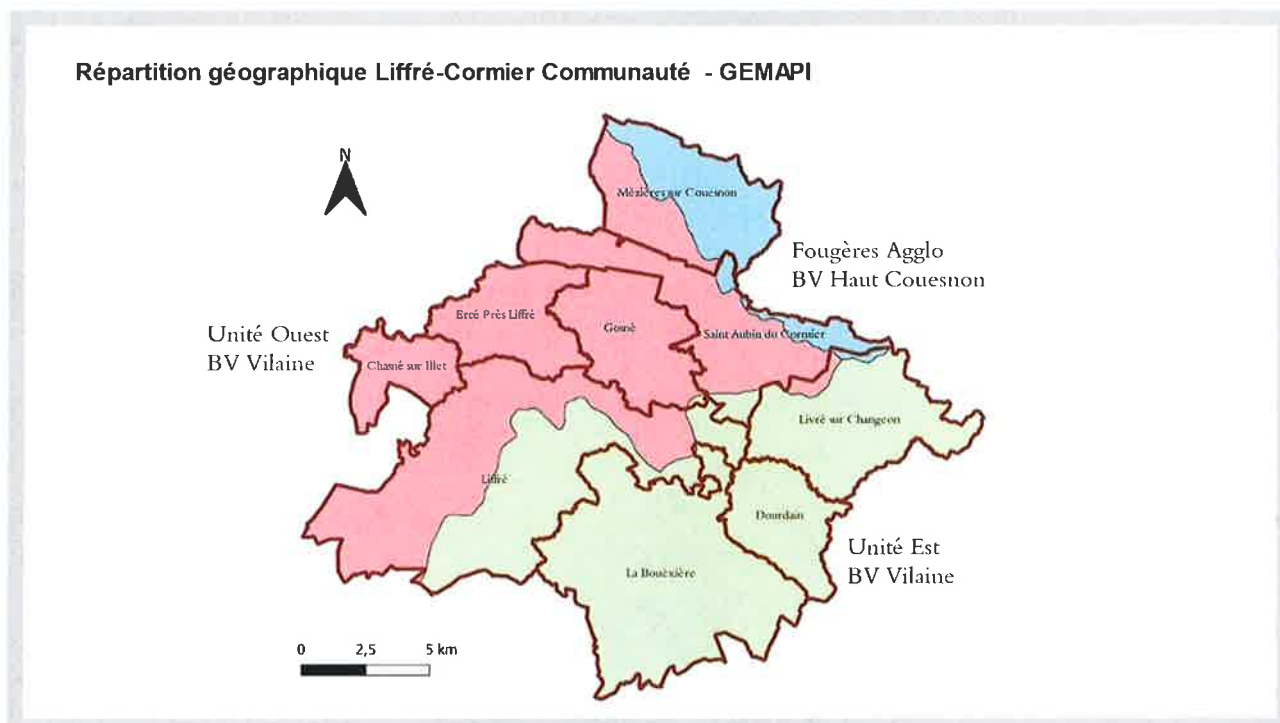 Répartition géographique Liffré-Cormier Communauté - GEMAPI
N
Mézières sur Couesnon
Fougères Agglo
BV Haut Couesnon
Ercé Près Liffré
Gosné
Saint Aubin du Cormier
Unité Ouest
BV Vilaine
Chasné sur Illet
Livré sur Changeon
Liffré
Dourdain
Unité Est
BV Vilaine
La Bouëxière
0 2,5 5 km